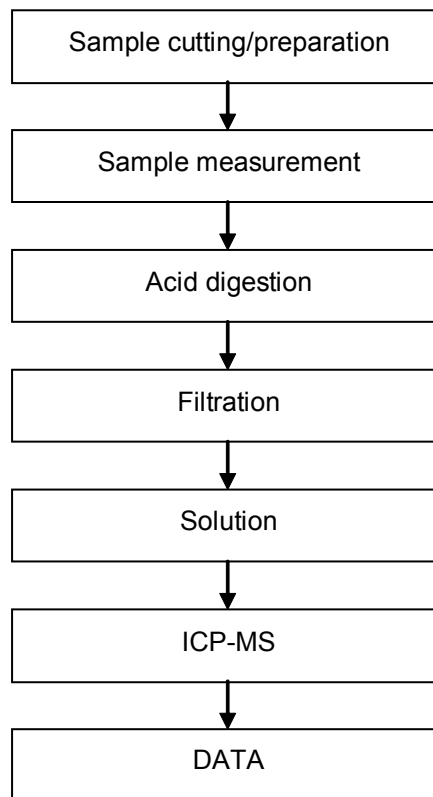 Sample cutting/preparation
Sample measurement
Acid digestion
Filtration
Solution
ICP-MS
DATA